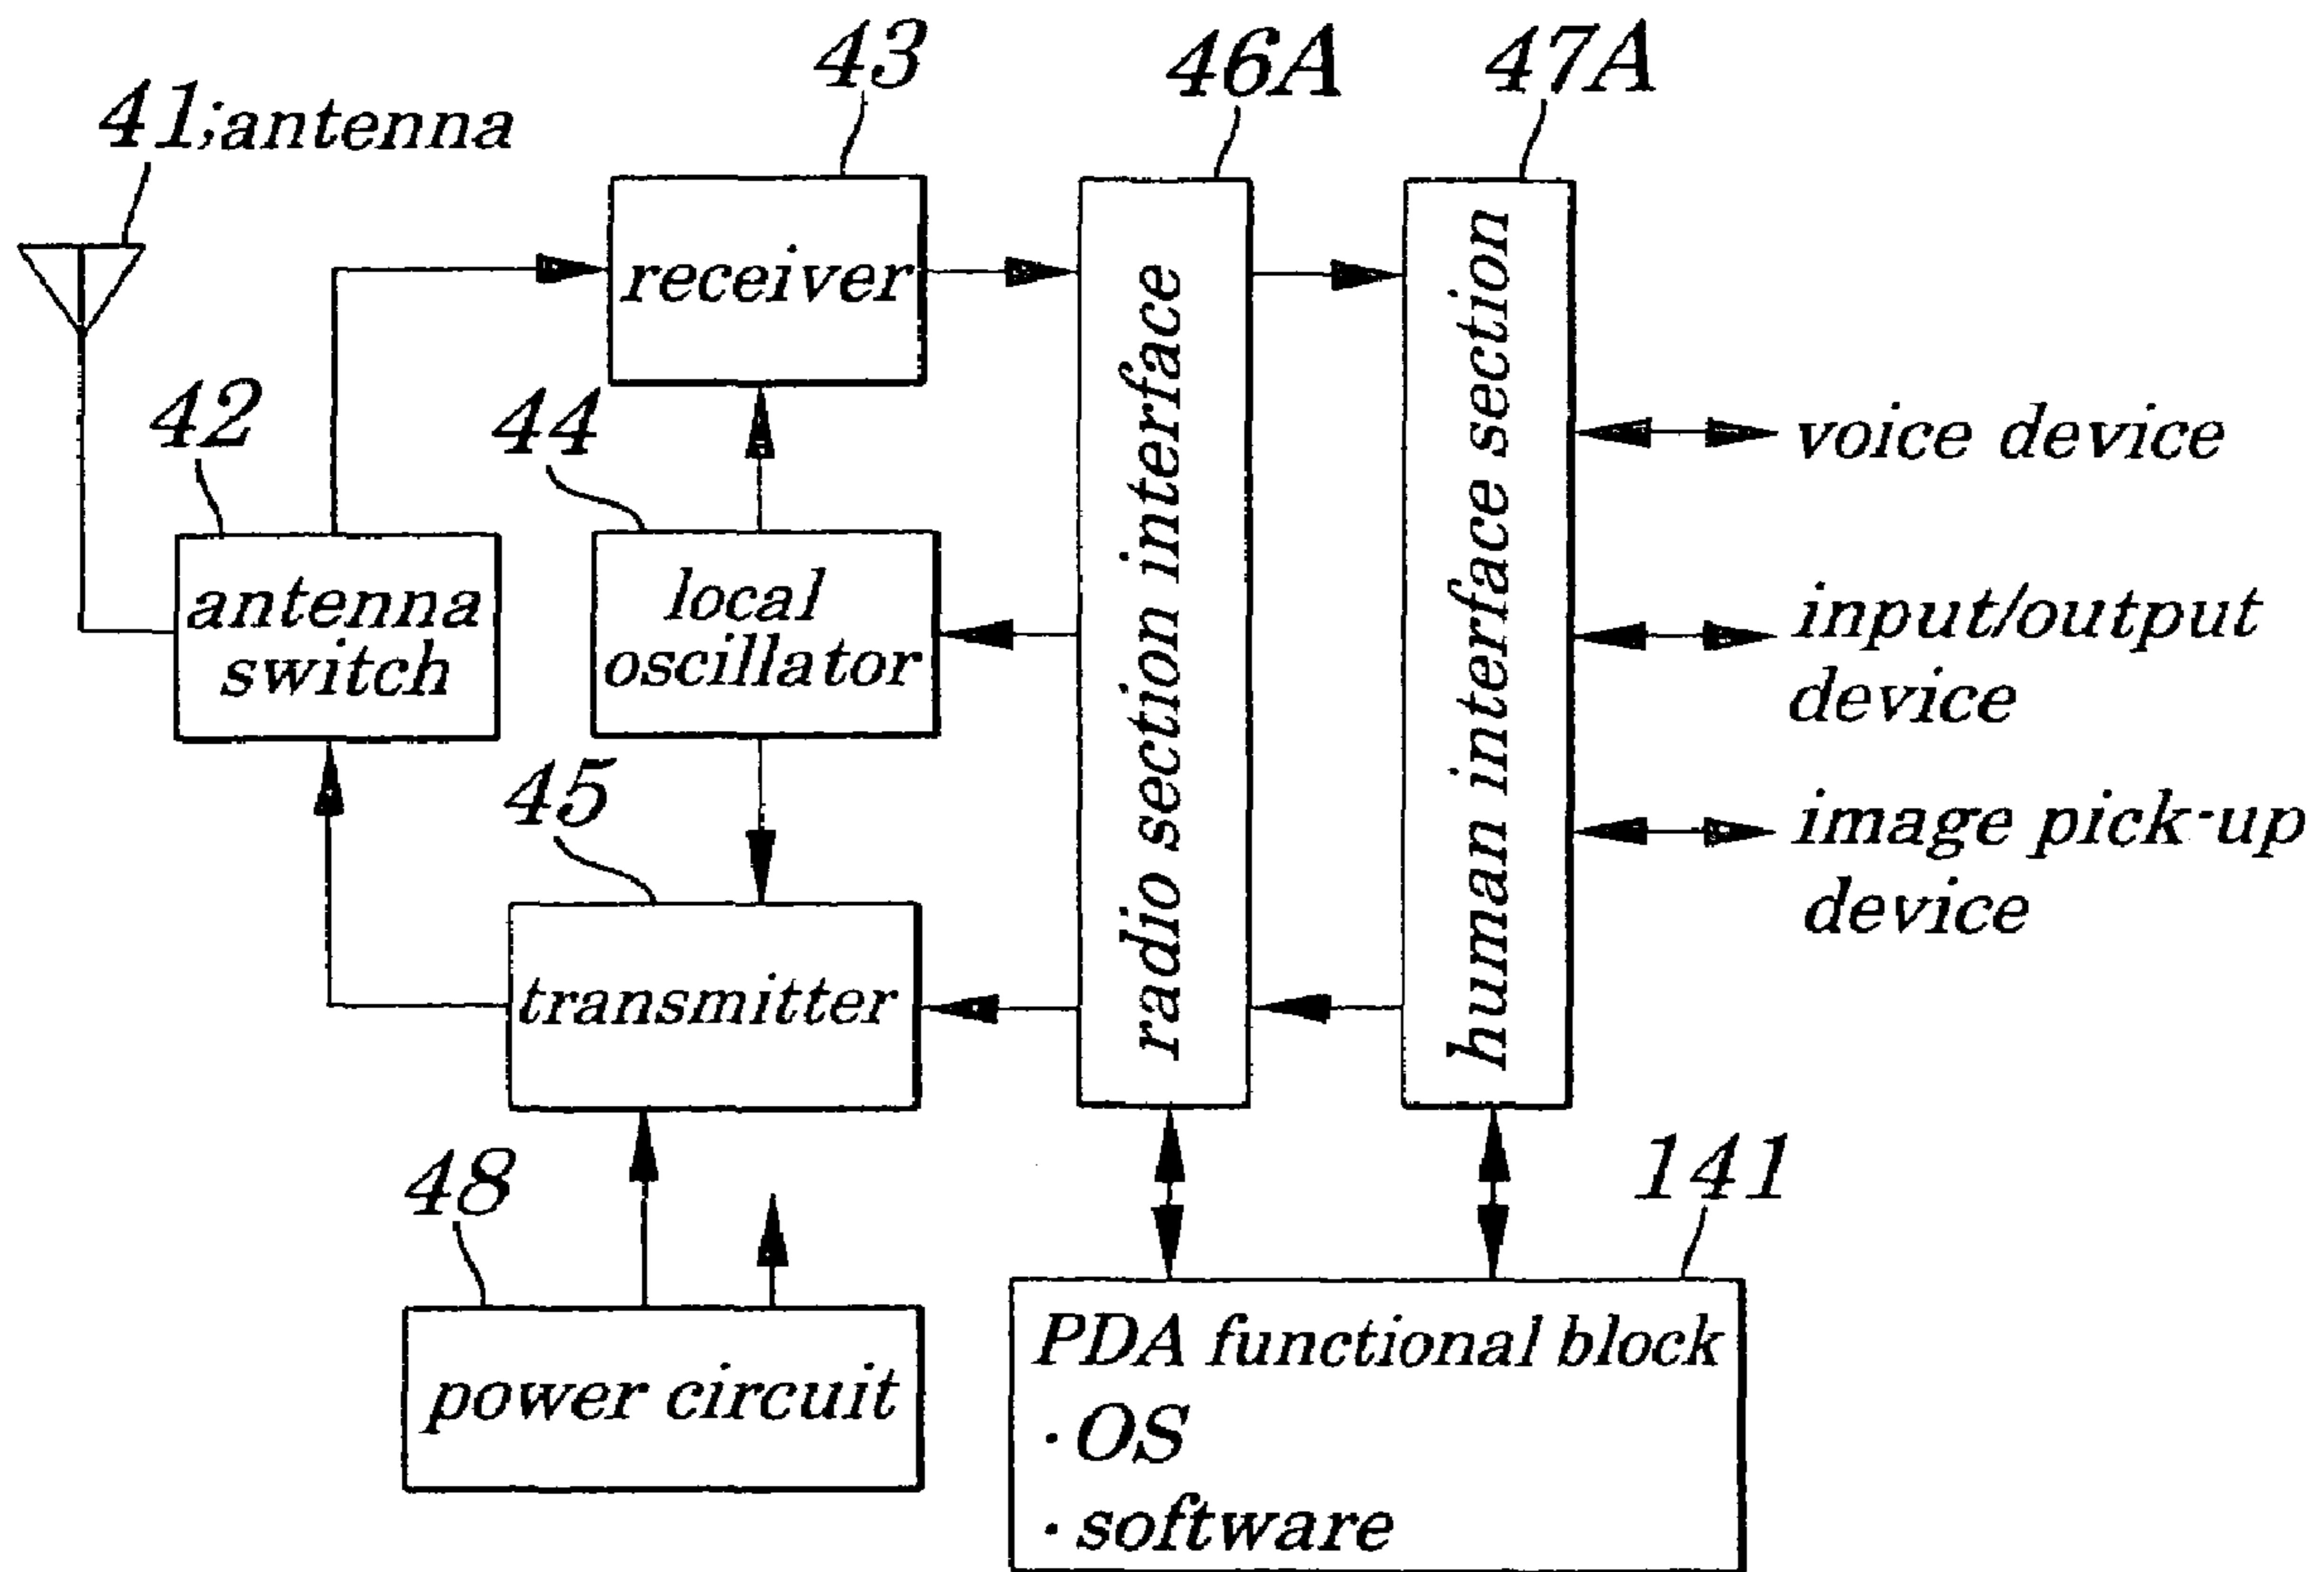 43
46A
47A
41;antenna
receiver
42
44
radio section interface
human interface section
voice device
antenna
switch
local
oscillator
input/output
device
45
image pick-up
device
transmitter
48
141
power circuit
PDA functional block
· OS
· software